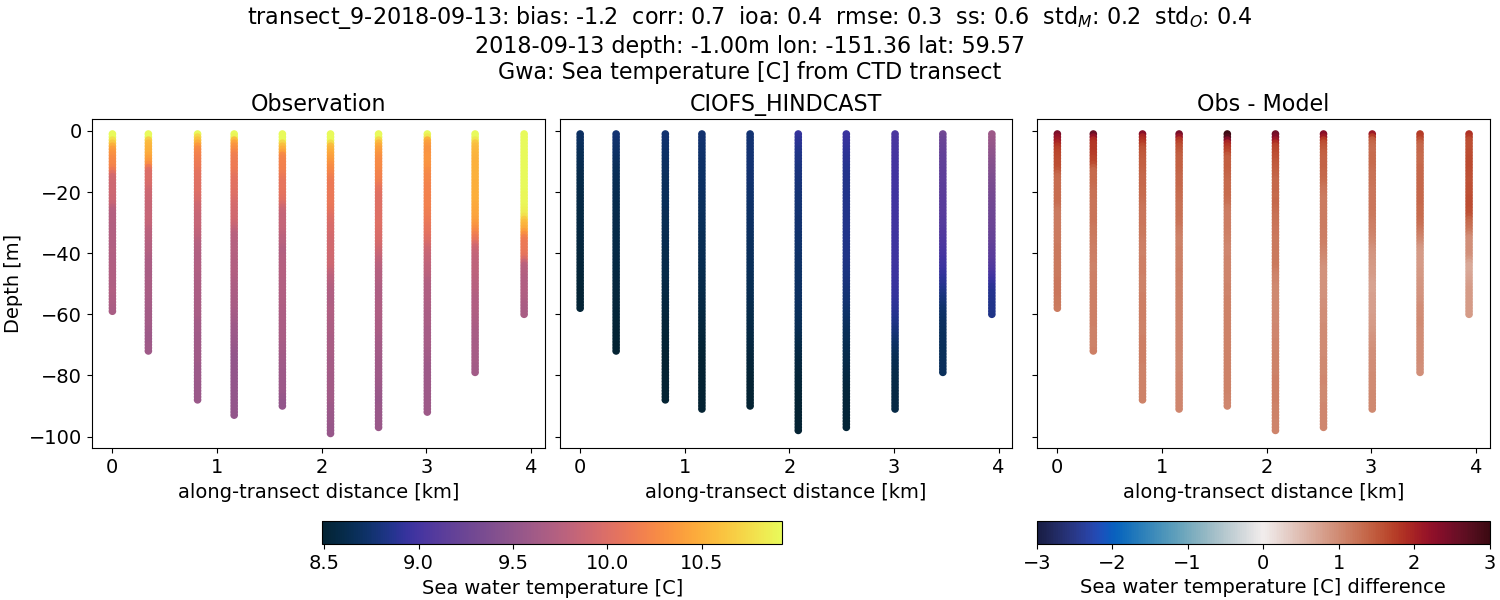 transect_9-2018-09-13: bias: -1.2  corr: 0.7  ioa: 0.4  rmse: 0.3  ss: 0.6  std_M: 0.2  std_O: 0.4
2018-09-13 depth: -1.00m lon: -151.36 lat: 59.57
Gwa: Sea temperature [C] from CTD transect
Observation
CIOFS_HINDCAST
Obs - Model
Depth [m]
0
−20
−40
−60
−80
−100
0 1 2 3 4
0 1 2 3 4
0 1 2 3 4
along-transect distance [km]
along-transect distance [km]
along-transect distance [km]
8.5 9.0 9.5 10.0 10.5
Sea water temperature [C]
−3 −2 −1 0 1 2 3
Sea water temperature [C] difference